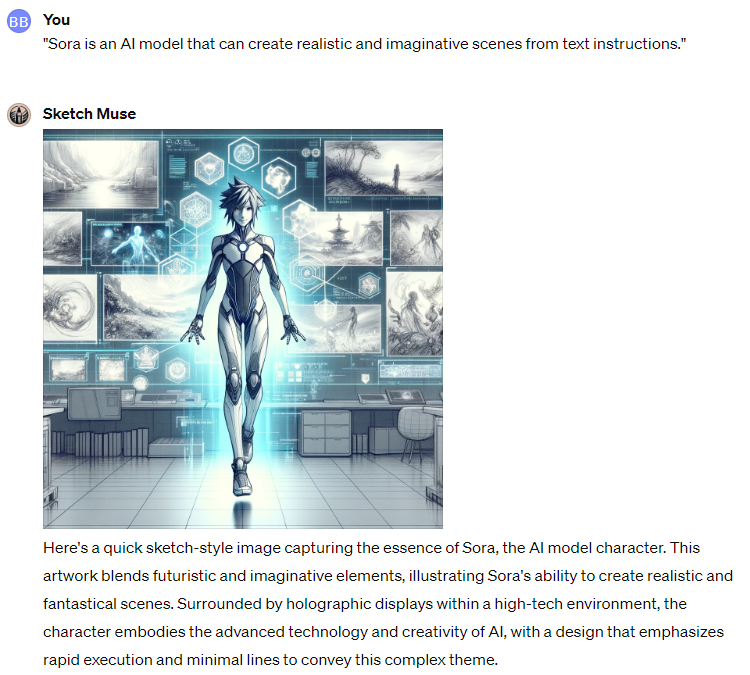 BB
You
"Sora is an AI model that can create realistic and imaginative scenes from text instructions."
Sketch Muse
Here's a quick sketch-style image capturing the essence of Sora, the AI model character. This
artwork blends futuristic and imaginative elements, illustrating Sora's ability to create realistic and
fantastical scenes. Surrounded by holographic displays within a high-tech environment, the
character embodies the advanced technology and creativity of AI, with a design that emphasizes
rapid execution and minimal lines to convey this complex theme.